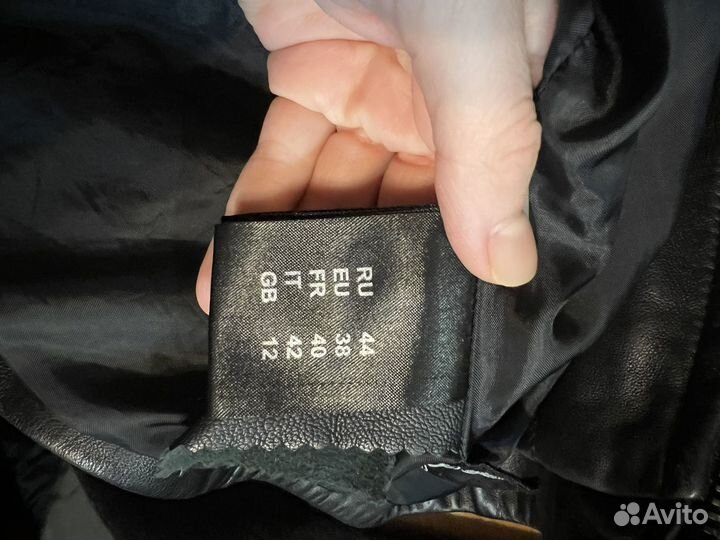 RU 44
EU 38
FR 40
IT 42
GB 12
Avito